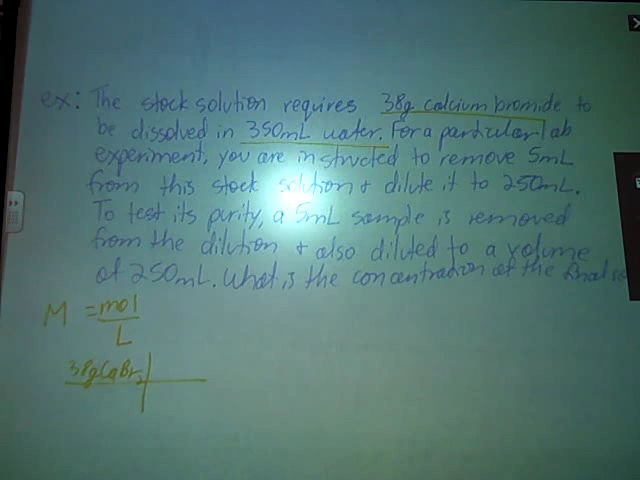 ex: The stock solution requires 38g calcium bromide to
be dissolved in 350mL water. For a particular lab
experiment, you are instructed to remove 5mL
from this stock solution & dilute it to 250mL.
To test its purity, a 5mL sample is removed
from the dilution & also diluted to a volume
of 250mL. What is the concentration of the final
M = mol
L
38gCaBr2